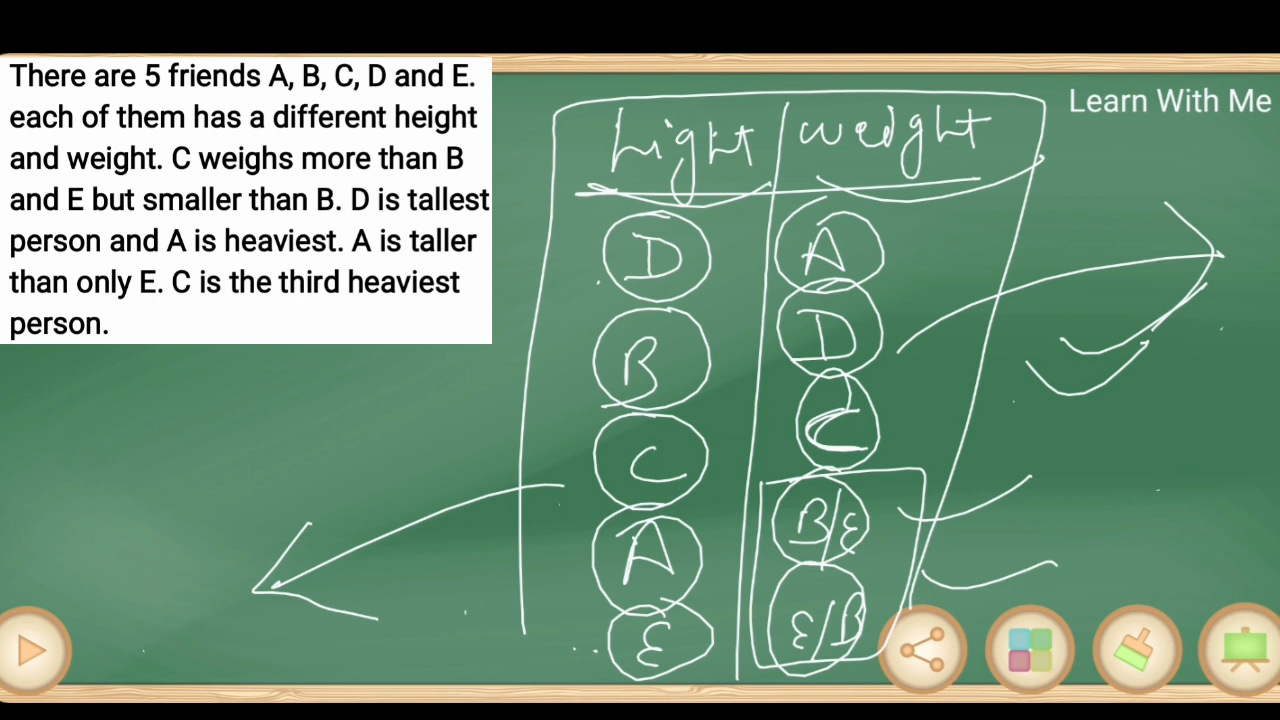 There are 5 friends A, B, C, D and E.
each of them has a different height
and weight. C weighs more than B
and E but smaller than B. D is tallest
person and A is heaviest. A is taller
than only E. C is the third heaviest
person.
Learn With Me
hight weight
D A
B D
C C
A B/E
E E/B